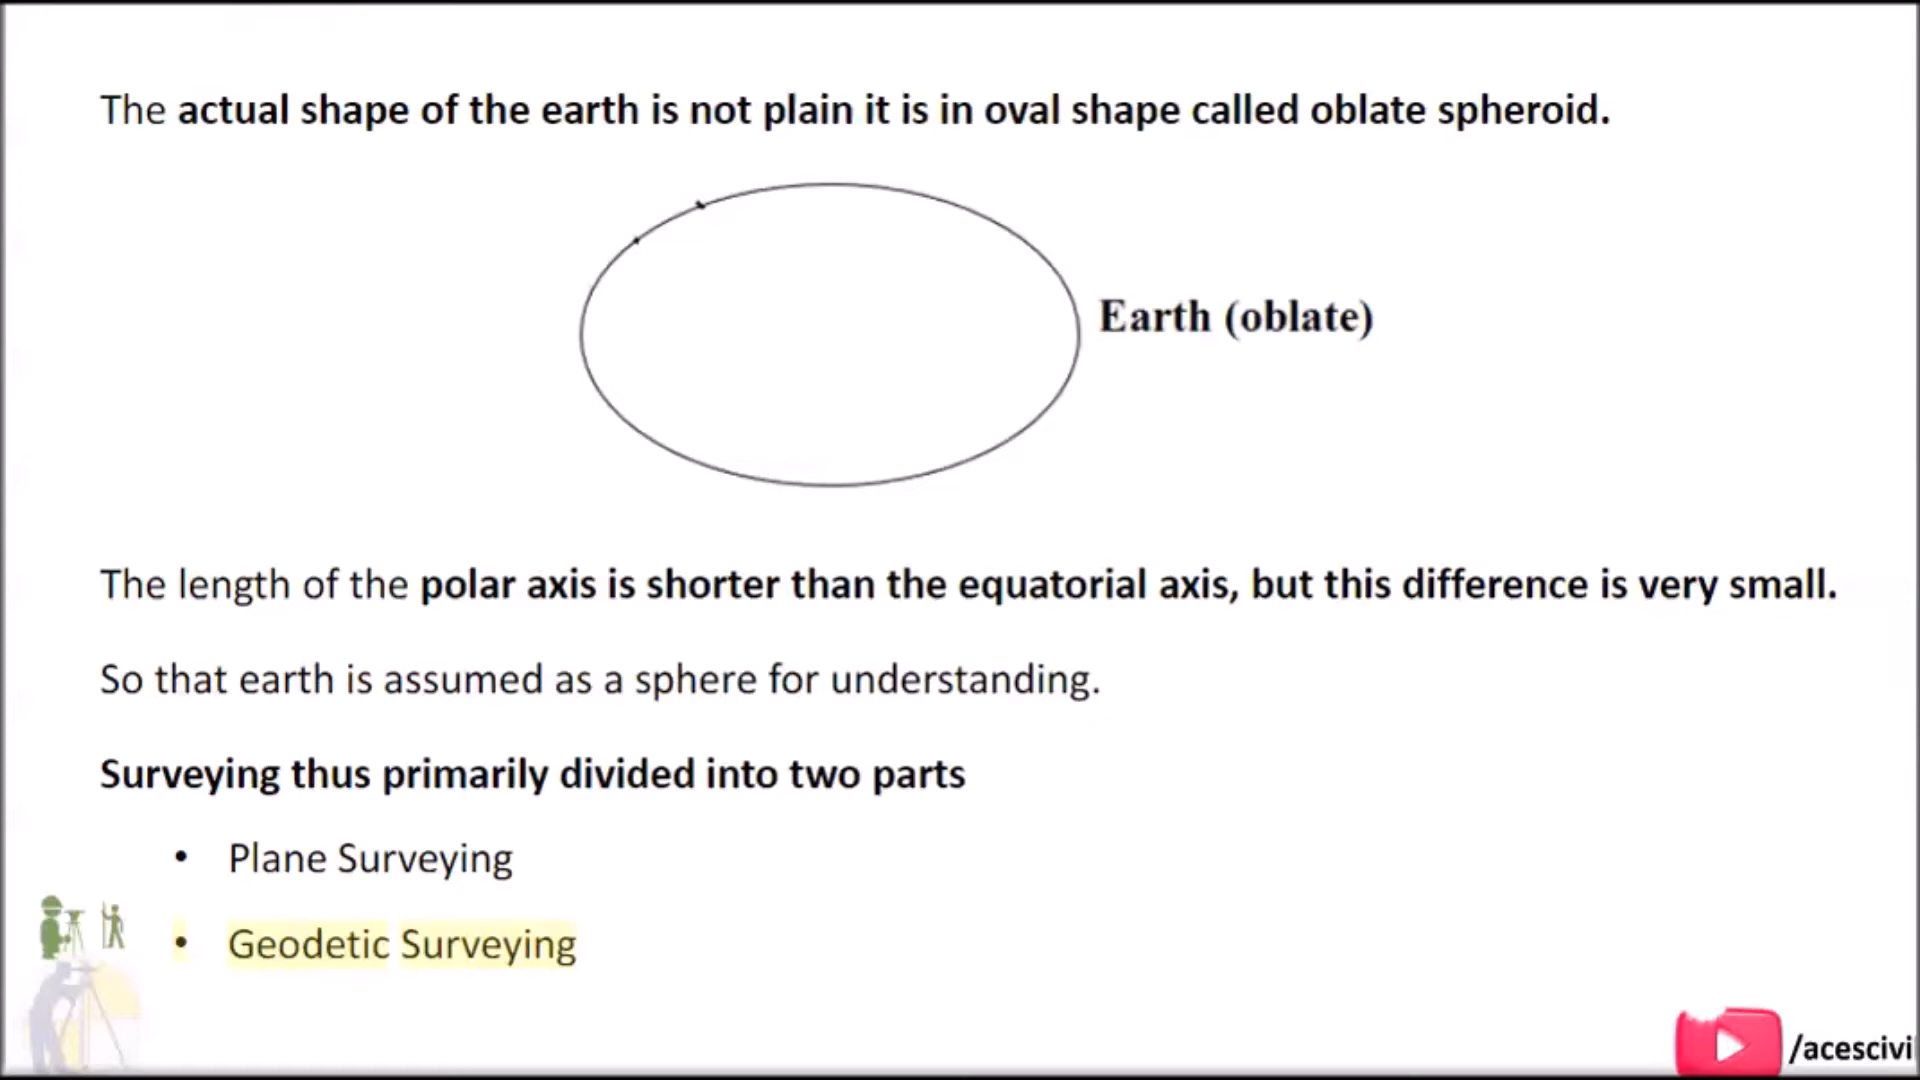 The actual shape of the earth is not plain it is in oval shape called oblate spheroid.
Earth (oblate)
The length of the polar axis is shorter than the equatorial axis, but this difference is very small.
So that earth is assumed as a sphere for understanding.
Surveying thus primarily divided into two parts
• Plane Surveying
• Geodetic Surveying
/acescivi